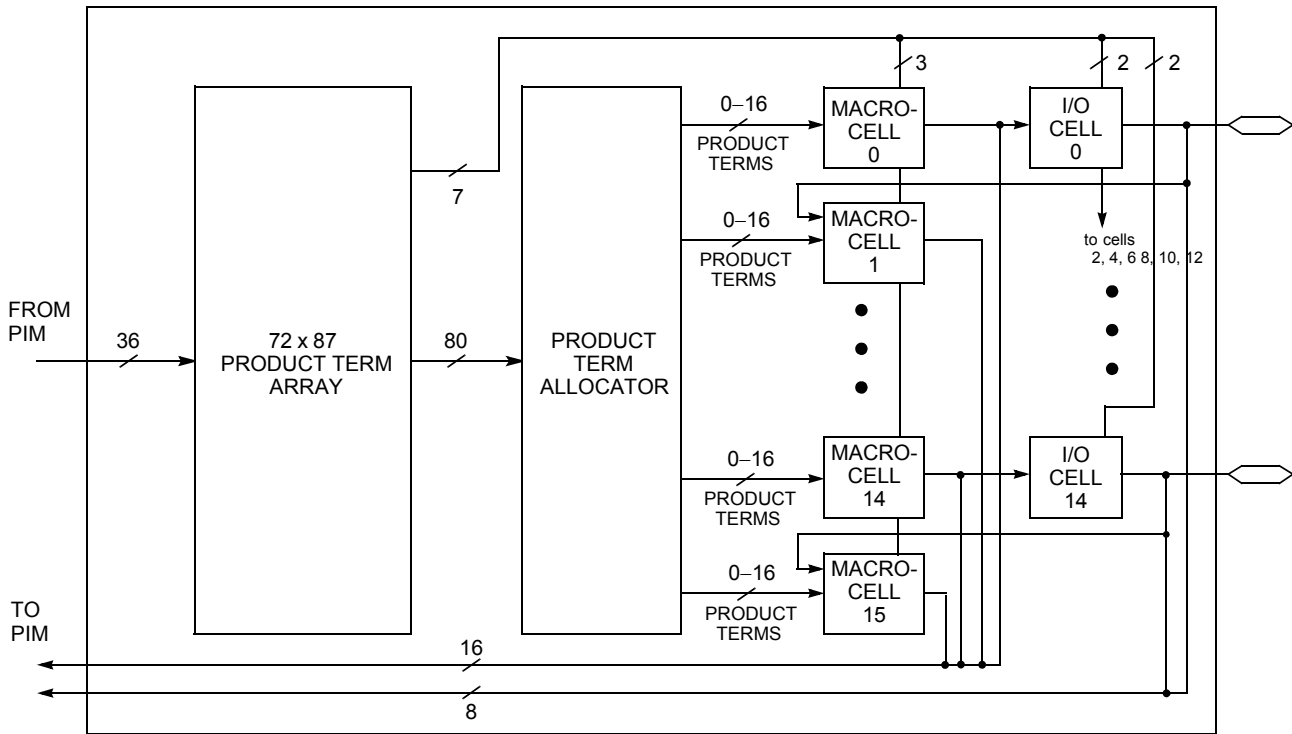 3
2
2
0–16
PRODUCT
TERMS
MACRO-
CELL
0
I/O
CELL
0
7
0–16
PRODUCT
TERMS
MACRO-
CELL
1
to cells
2, 4, 6 8, 10, 12
FROM
PIM
36
72 x 87
PRODUCT TERM
ARRAY
80
PRODUCT
TERM
ALLOCATOR
0–16
PRODUCT
TERMS
MACRO-
CELL
14
I/O
CELL
14
0–16
PRODUCT
TERMS
MACRO-
CELL
15
TO
PIM
16
8